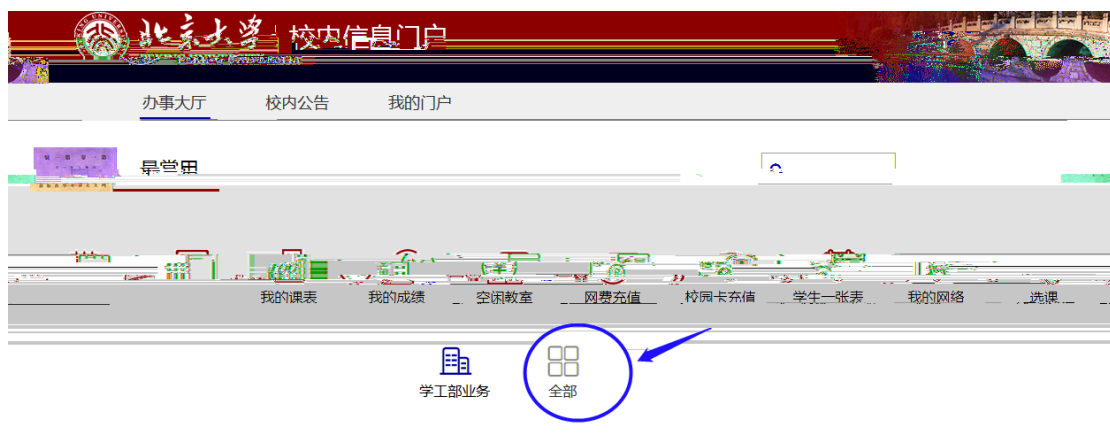 北京大学 校内信息门户
办事大厅 校内公告 我的门户
最常用
我的课表 我的成绩 空闲教室 网费充值 校园卡充值 学生一张表 我的网络 选课
学工部业务 全部